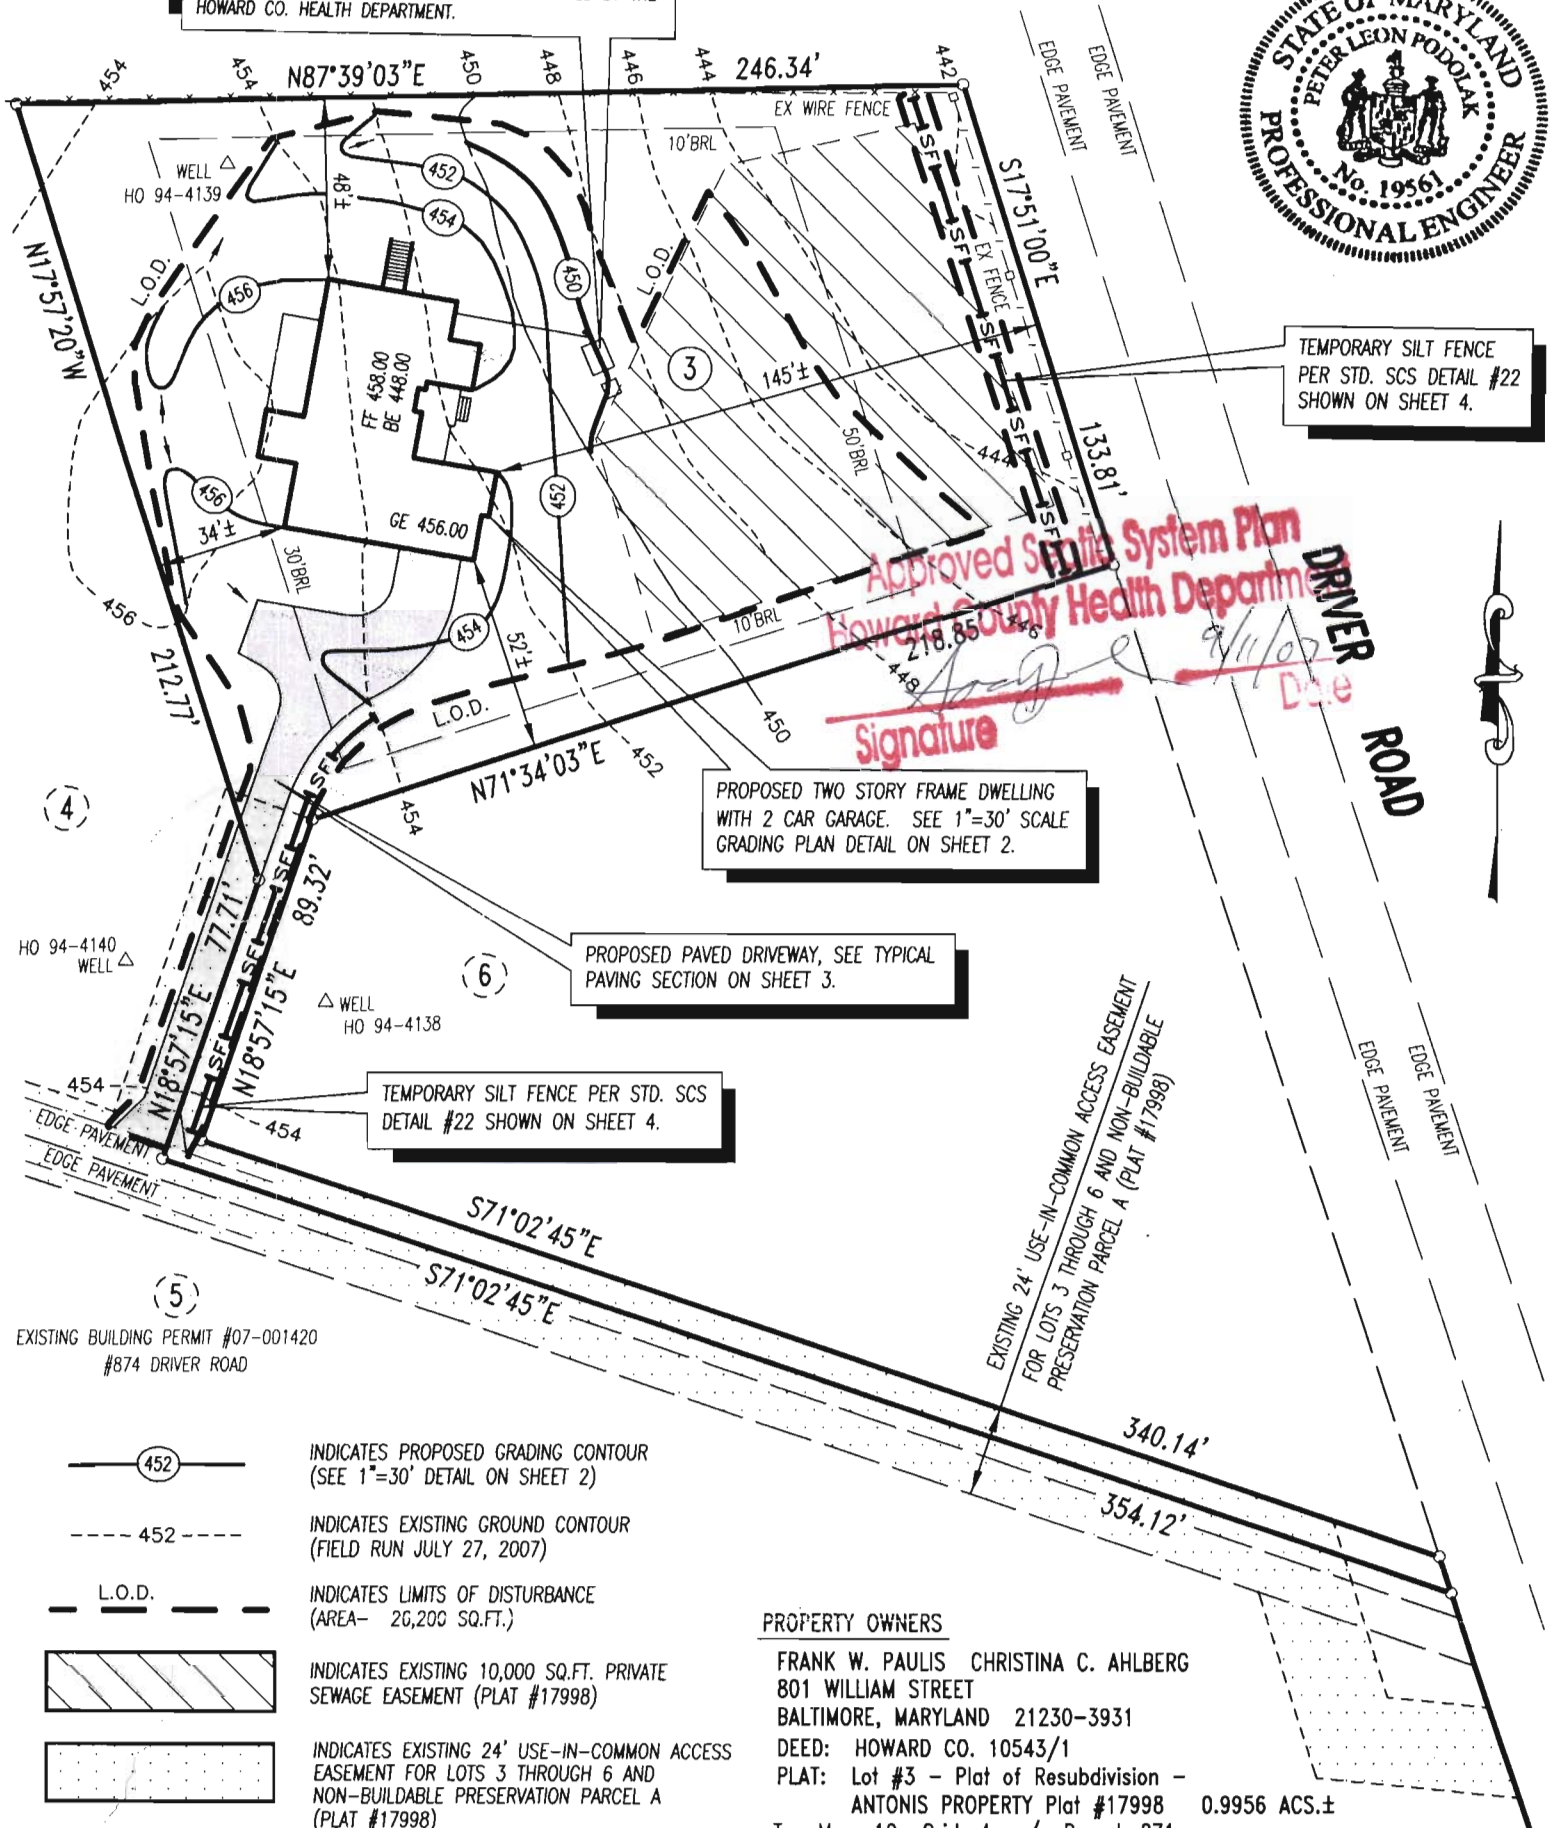 HOWARD CO. HEALTH DEPARTMENT.
STATE OF MARYLAND
PETER LEON PODOLAK
No. 19561
PROFESSIONAL ENGINEER
454
454
N87°39'03"E
450
448
446
444
246.34'
442
EDGE PAVEMENT
EDGE PAVEMENT
EX WIRE FENCE
10'BRL
WELL
HO 94-4139
48'±
452
454
SF
SF
SF
SF
SF
EX FENCE
S17°51'00"E
N17°57'20"W
L.O.D.
456
450
L.O.D.
3
145'±
FF 458.00
BE 448.00
TEMPORARY SILT FENCE
PER STD. SCS DETAIL #22
SHOWN ON SHEET 4.
50'BRL
444
133.81'
456
452
34'±
GE 456.00
30'BRL
456
454
52'±
10'BRL
Approved Septic System Plan
Howard County Health Department
218.85
446
448
9/11/07
Signature
Date
DRIVER
ROAD
212.77'
L.O.D.
450
452
N71°34'03"E
454
SF
PROPOSED TWO STORY FRAME DWELLING
WITH 2 CAR GARAGE. SEE 1"=30' SCALE
GRADING PLAN DETAIL ON SHEET 2.
4
SF
89.32'
77.71'
HO 94-4140
WELL
SF
SF
6
PROPOSED PAVED DRIVEWAY, SEE TYPICAL
PAVING SECTION ON SHEET 3.
WELL
HO 94-4138
N18°57'15"E
N18°57'15"E
454
454
TEMPORARY SILT FENCE PER STD. SCS
DETAIL #22 SHOWN ON SHEET 4.
EDGE PAVEMENT
EDGE PAVEMENT
EDGE PAVEMENT
EDGE PAVEMENT
EXISTING 24' USE-IN-COMMON ACCESS EASEMENT
FOR LOTS 3 THROUGH 6 AND NON-BUILDABLE
PRESERVATION PARCEL A (PLAT #17998)
S71°02'45"E
S71°02'45"E
340.14'
354.12'
5
EXISTING BUILDING PERMIT #07-001420
#874 DRIVER ROAD
452
INDICATES PROPOSED GRADING CONTOUR
(SEE 1"=30' DETAIL ON SHEET 2)
452
INDICATES EXISTING GROUND CONTOUR
(FIELD RUN JULY 27, 2007)
L.O.D.
INDICATES LIMITS OF DISTURBANCE
(AREA- 20,200 SQ.FT.)
INDICATES EXISTING 10,000 SQ.FT. PRIVATE
SEWAGE EASEMENT (PLAT #17998)
INDICATES EXISTING 24' USE-IN-COMMON ACCESS
EASEMENT FOR LOTS 3 THROUGH 6 AND
NON-BUILDABLE PRESERVATION PARCEL A
(PLAT #17998)
PROPERTY OWNERS
FRANK W. PAULIS CHRISTINA C. AHLBERG
801 WILLIAM STREET
BALTIMORE, MARYLAND 21230-3931
DEED: HOWARD CO. 10543/1
PLAT: Lot #3 - Plat of Resubdivision -
ANTONIS PROPERTY Plat #17998 0.9956 ACS.±